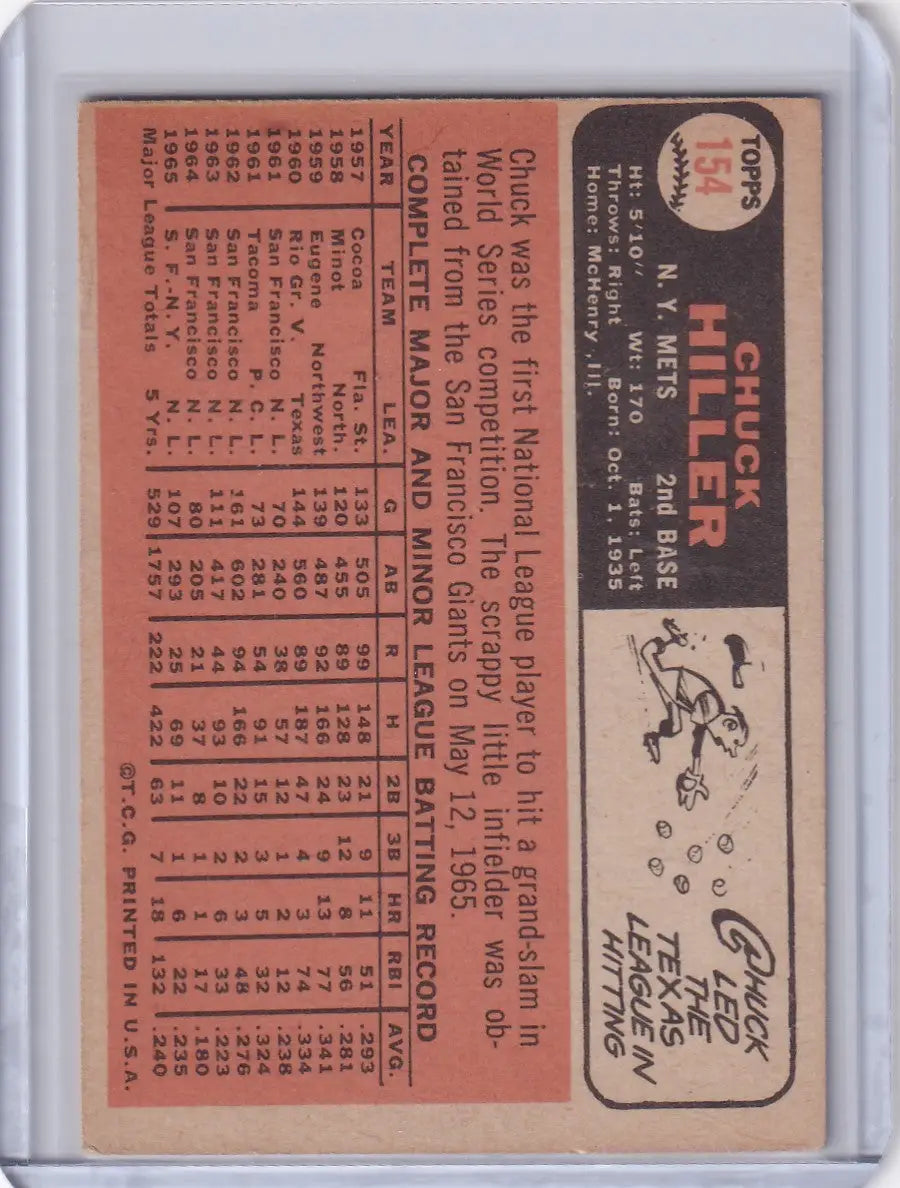 TOPPS
154
CHUCK
HILLER
N. Y. METS 2nd BASE
Ht: 5'10" Wt: 170 Bats: Left
Throws: Right Born: Oct. 1, 1935
Home: McHenry ,Ill.
CHUCK
LED
THE
TEXAS
LEAGUE IN
HITTING
Chuck was the first National League player to hit a grand-slam in
World Series competition. The scrappy little infielder was ob-
tained from the San Francisco Giants on May 12, 1965.
COMPLETE MAJOR AND MINOR LEAGUE BATTING RECORD
YEAR TEAM LEA. G AB R H 2B 3B HR RBI AVG.
1957 Cocoa Fla. St. 133 505 99 148 21 9 11 51 .293
1958 Minot North. 120 455 89 128 23 12 8 56 .281
1959 Eugene Northwest 139 487 92 166 24 9 13 77 .341
1960 Rio Gr. V. Texas 144 560 89 187 47 4 3 74 .334
1961 San Francisco N. L. 70 240 38 57 12 1 2 12 .238
1961 Tacoma P. C. L. 73 281 54 91 15 3 5 32 .324
1962 San Francisco N. L. 161 602 94 166 22 2 3 48 .276
1963 San Francisco N. L. 111 417 44 93 10 2 6 33 .223
1964 San Francisco N. L. 80 205 21 37 8 1 1 17 .180
1965 S. F.-N.Y. N. L. 107 293 25 69 11 1 6 22 .235
Major League Totals 5 Yrs. 529 1757 222 422 63 7 18 132 .240
©T.C.G. PRINTED IN U.S.A.